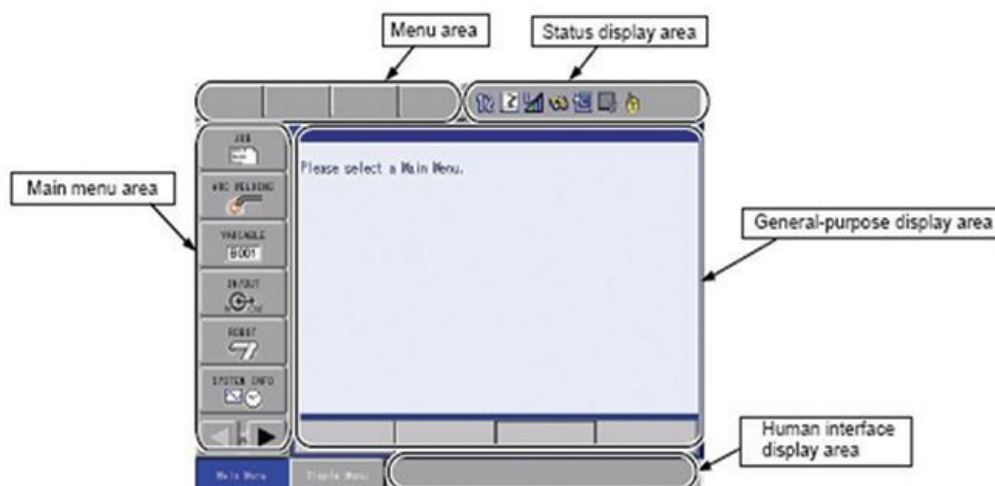 Menu area
Status display area
JOB
ARC WELDING
Main menu area
VARIABLE
B001
IN/OUT
ROBOT
SYSTEM INFO
Please select a Main Menu.
General-purpose display area
Human interface
display area
Main Menu
Simple Menu